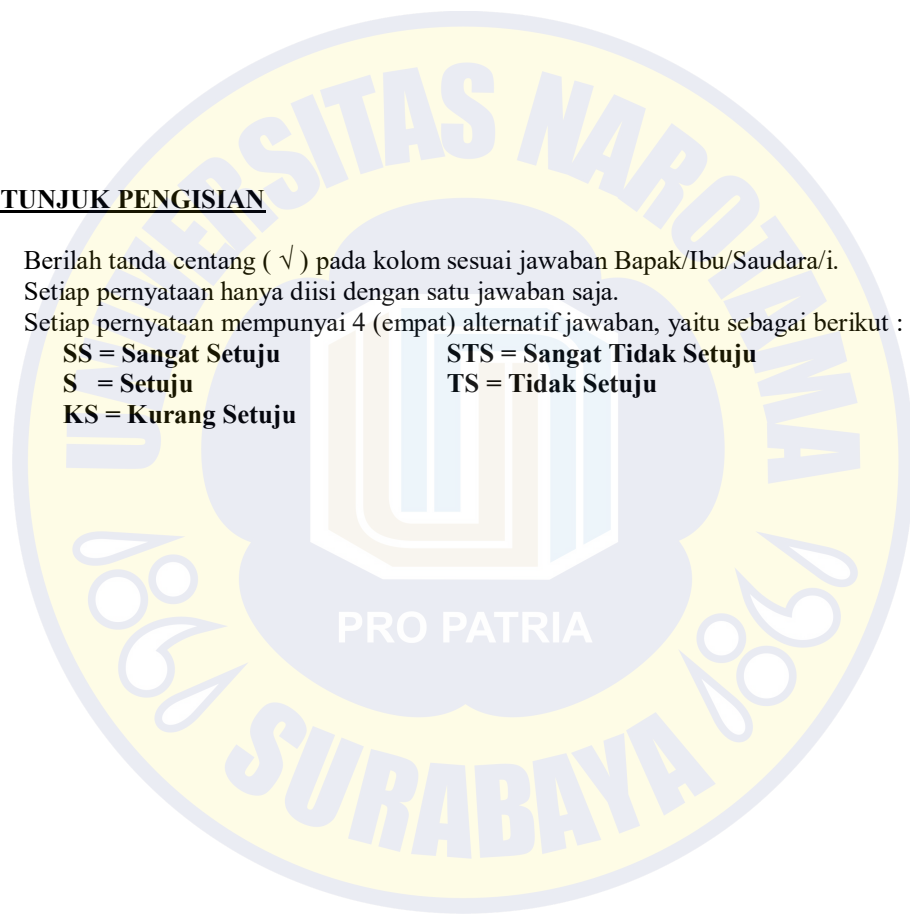 TUNJUK PENGISIAN
Berilah tanda centang ( √ ) pada kolom sesuai jawaban Bapak/Ibu/Saudara/i.
Setiap pernyataan hanya diisi dengan satu jawaban saja.
Setiap pernyataan mempunyai 4 (empat) alternatif jawaban, yaitu sebagai berikut :
SS = Sangat Setuju STS = Sangat Tidak Setuju
S = Setuju TS = Tidak Setuju
KS = Kurang Setuju
UNIVERSITAS NAROTAMA
PRO PATRIA
SURABAYA